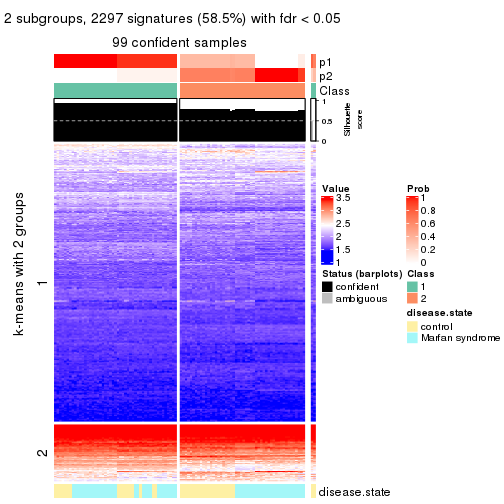 2 subgroups, 2297 signatures (58.5%) with fdr < 0.05
99 confident samples
p1
p2
Class
1
0.5
0
Silhouette
score
k-means with 2 groups
1
2
disease.state
Value
3.5
3
2.5
2
1.5
1
Prob
1
0.8
0.6
0.4
0.2
0
Status (barplots)
confident
ambiguous
Class
1
2
disease.state
control
Marfan syndrome